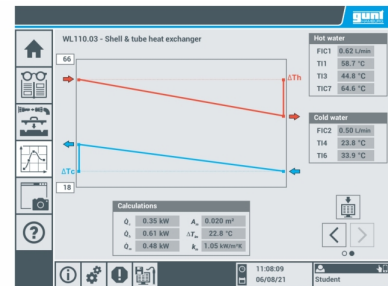 gunt
WL110.03 - Shell & tube heat exchanger
66
ΔTh
ΔTc
18
Hot water
FIC1 0.62 L/min
TI1 58.7 °C
TI3 44.8 °C
TIC7 64.6 °C
Cold water
FIC2 0.50 L/min
TI4 23.8 °C
TI6 33.9 °C
Calculations
0.35 kW Am 0.020 m²
0.61 kW ΔTm 22.8 °C
0.48 kW km 1.05 kW/m²K
?
11:08:09
06/08/21
Student